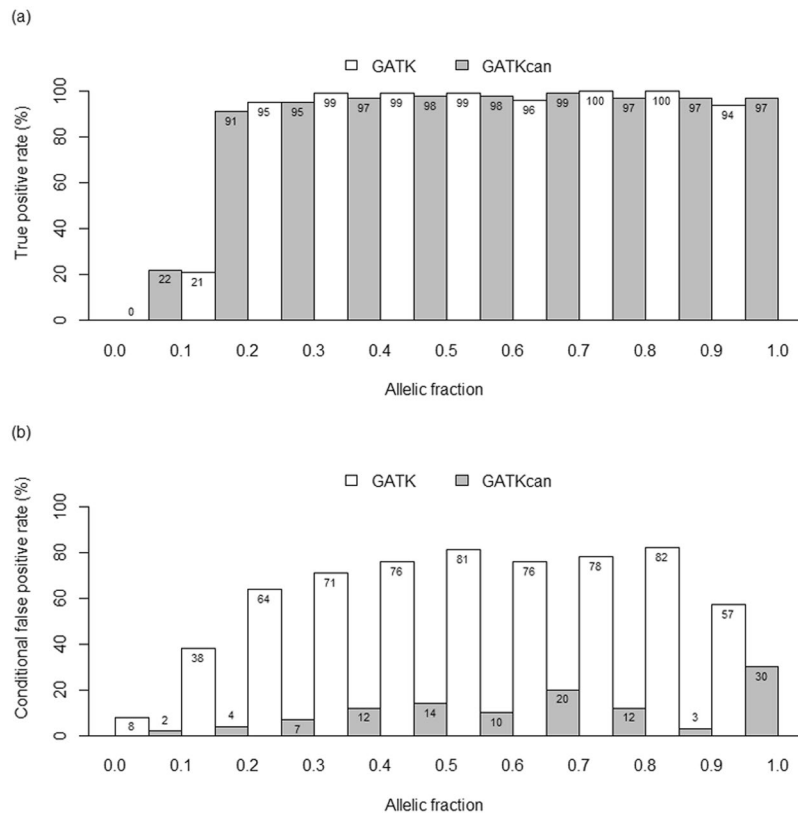 (a)
GATK GATKcan
True positive rate (%)
100
80
60
40
20
0
0 22 21 91 95 95 99 97 99 98 99 98 96 99 100 97 100 97 94 97
0.0 0.1 0.2 0.3 0.4 0.5 0.6 0.7 0.8 0.9 1.0
Allelic fraction
(b)
GATK GATKcan
Conditional false positive rate (%)
100
80
60
40
20
0
8 2 38 4 64 7 71 12 76 14 81 10 76 20 78 12 82 3 57 30
0.0 0.1 0.2 0.3 0.4 0.5 0.6 0.7 0.8 0.9 1.0
Allelic fraction